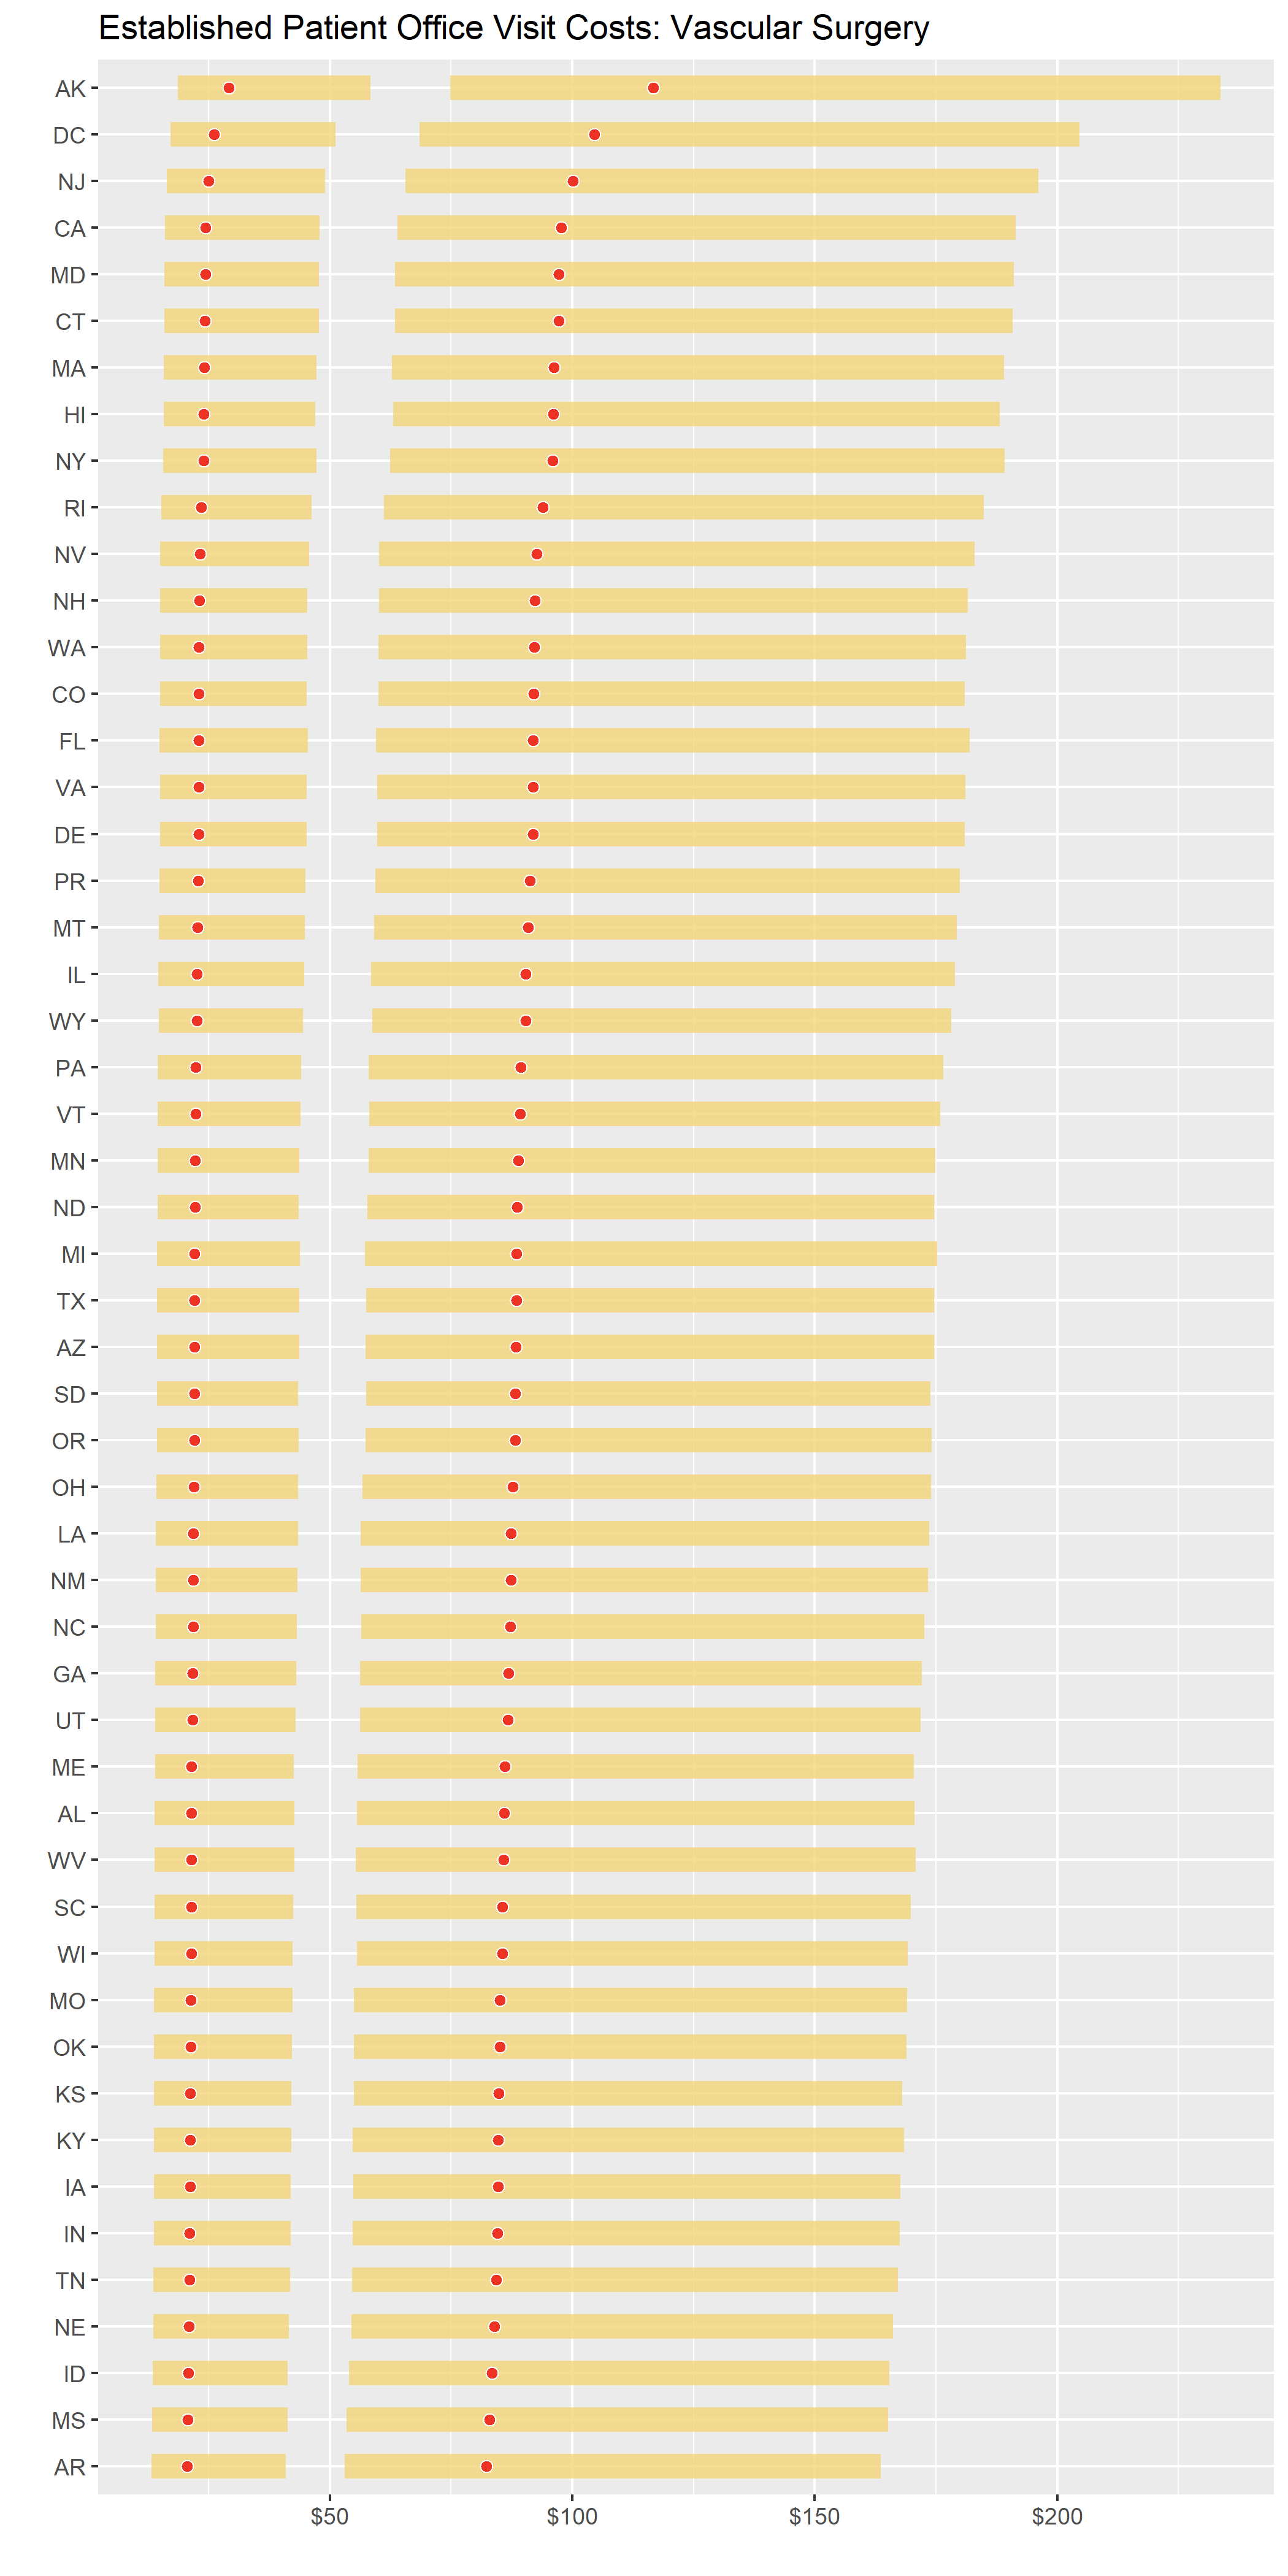 Established Patient Office Visit Costs: Vascular Surgery
AK
DC
NJ
CA
MD
CT
MA
HI
NY
RI
NV
NH
WA
CO
FL
VA
DE
PR
MT
IL
WY
PA
VT
MN
ND
MI
TX
AZ
SD
OR
OH
LA
NM
NC
GA
UT
ME
AL
WV
SC
WI
MO
OK
KS
KY
IA
IN
TN
NE
ID
MS
AR
$50 $100 $150 $200